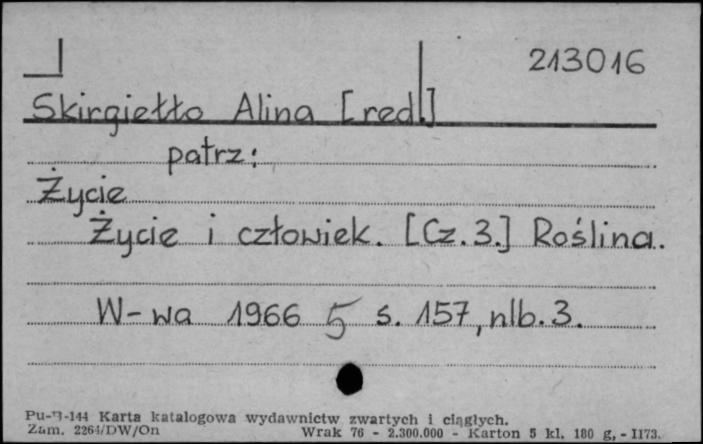 213016
Skirgiełło Alina [red.]
patrz:
Życie
Życie i człowiek. [Cz. 3.] Roślina.
W-wa 1966 5 s. 157, nlb. 3.
Pu-B-144 Karta katalogowa wydawnictw zwartych i ciągłych.
Zam. 2264/DW/On Wrak 76 - 2.300.000 - Karton 5 kl. 180 g, - II73.